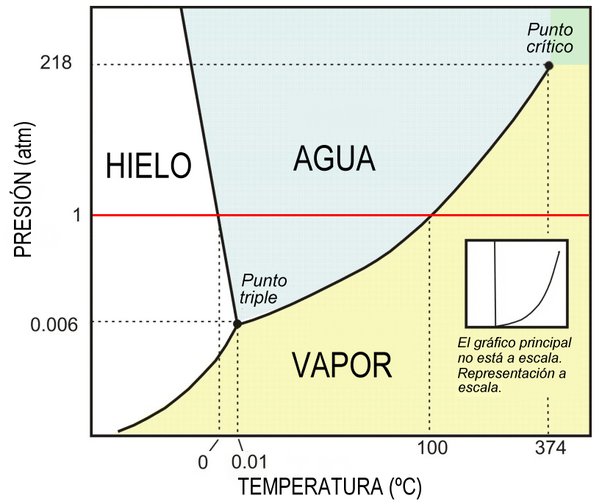 Punto
crítico
218
HIELO
AGUA
PRESIÓN (atm)
1
Punto
triple
0.006
VAPOR
El gráfico principal
no está a escala.
Representación a
escala.
0
0.01
100
374
TEMPERATURA (ºC)